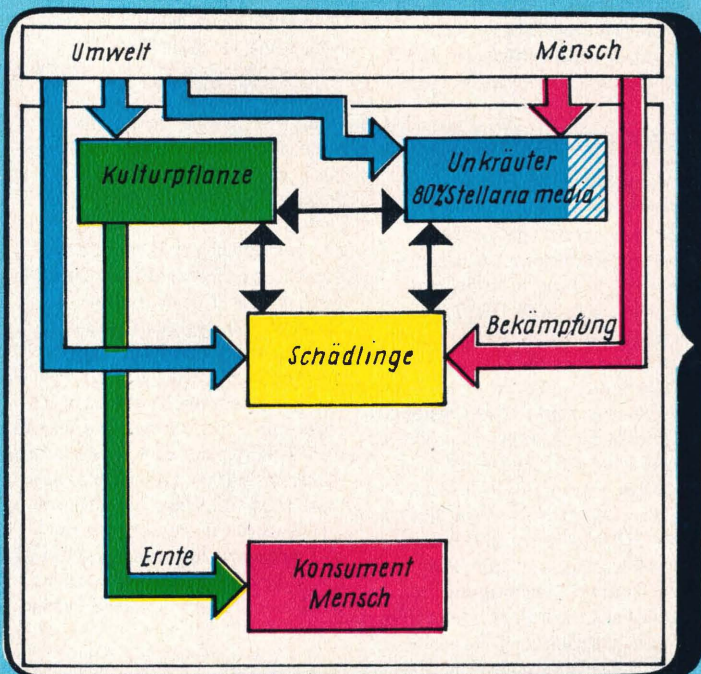 Umwelt
Mensch
Kulturpflanze
Unkräuter
80% Stellaria media
Schädlinge
Bekämpfung
Ernte
Konsument
Mensch